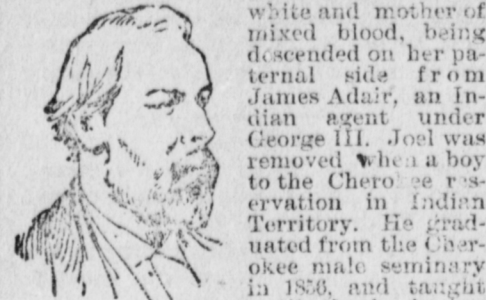 white and mother of
mixed blood, being
descended on her pa-
ternal side from
James Adair, an In-
dian agent under
George III. Joel was
removed when a boy
to the Cherokee res-
ervation in Indian
Territory. He grad-
uated from the Cher-
okee male seminary
in 1856, and taught